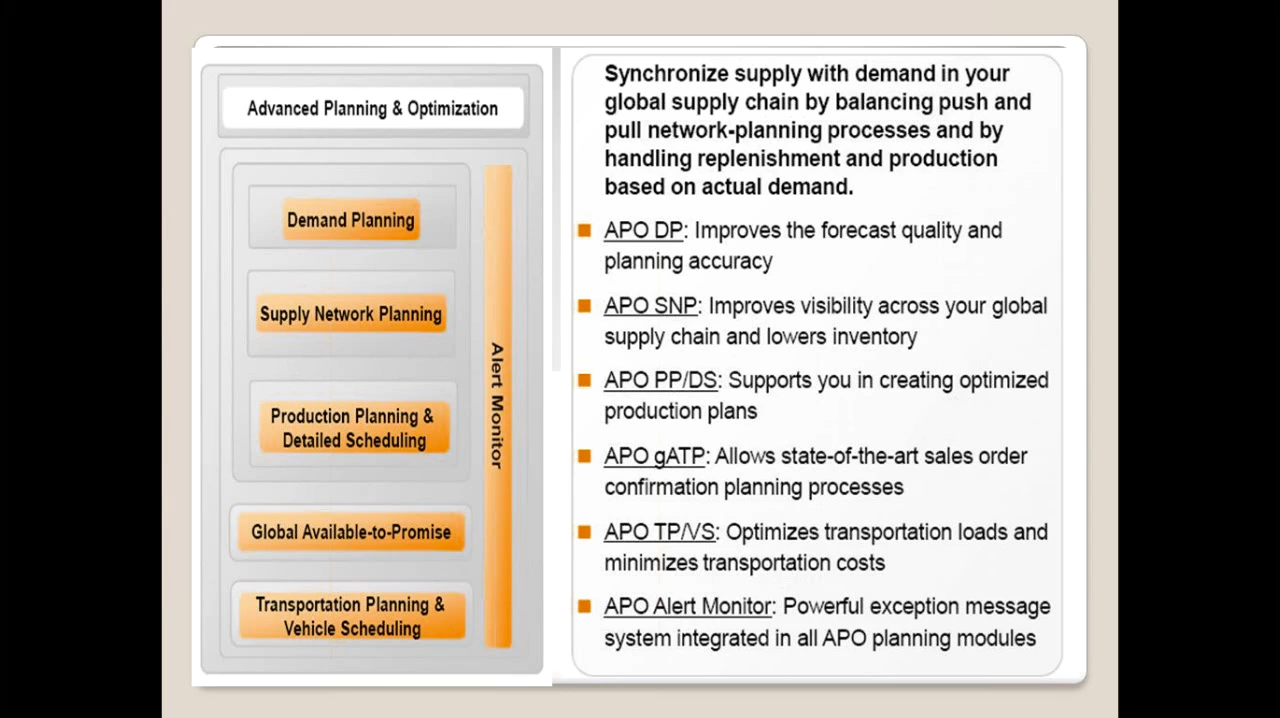 Advanced Planning & Optimization
Demand Planning
Supply Network Planning
Production Planning &
Detailed Scheduling
Global Available-to-Promise
Transportation Planning &
Vehicle Scheduling
Alert Monitor
Synchronize supply with demand in your
global supply chain by balancing push and
pull network-planning processes and by
handling replenishment and production
based on actual demand.
APO DP: Improves the forecast quality and
planning accuracy
APO SNP: Improves visibility across your global
supply chain and lowers inventory
APO PP/DS: Supports you in creating optimized
production plans
APO gATP: Allows state-of-the-art sales order
confirmation planning processes
APO TP/VS: Optimizes transportation loads and
minimizes transportation costs
APO Alert Monitor: Powerful exception message
system integrated in all APO planning modules